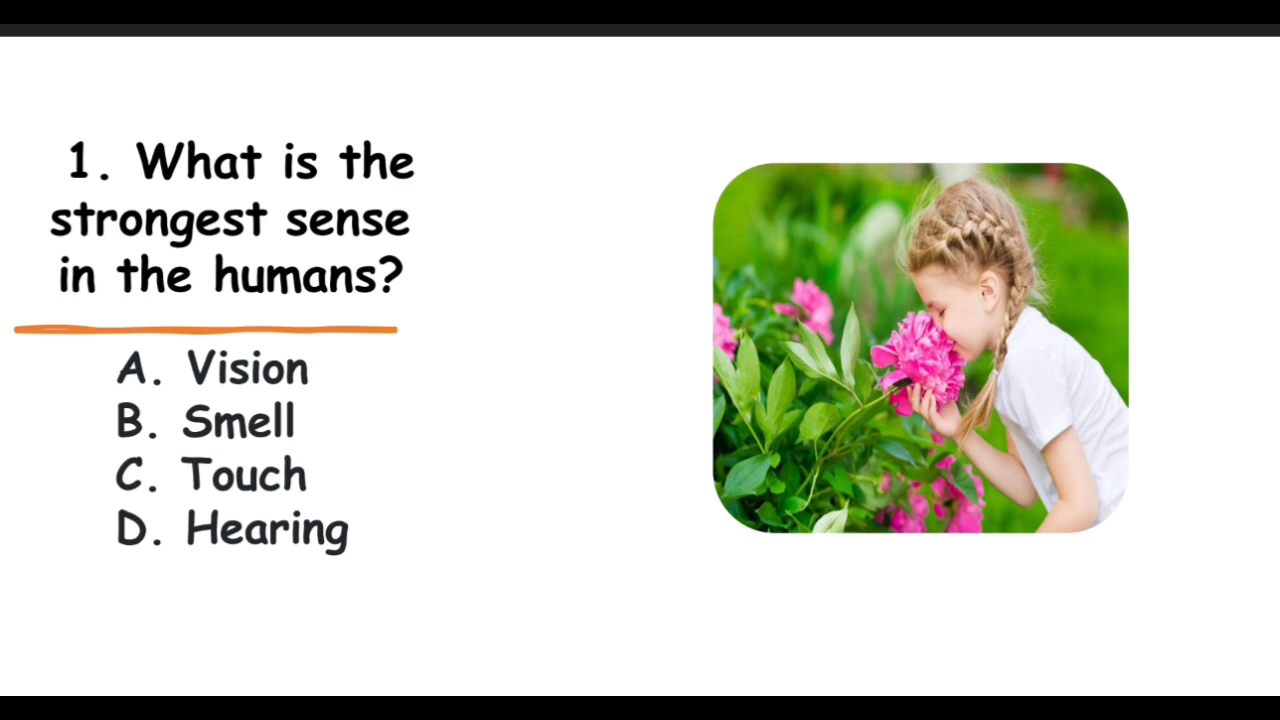 1. What is the
strongest sense
in the humans?
A. Vision
B. Smell
C. Touch
D. Hearing